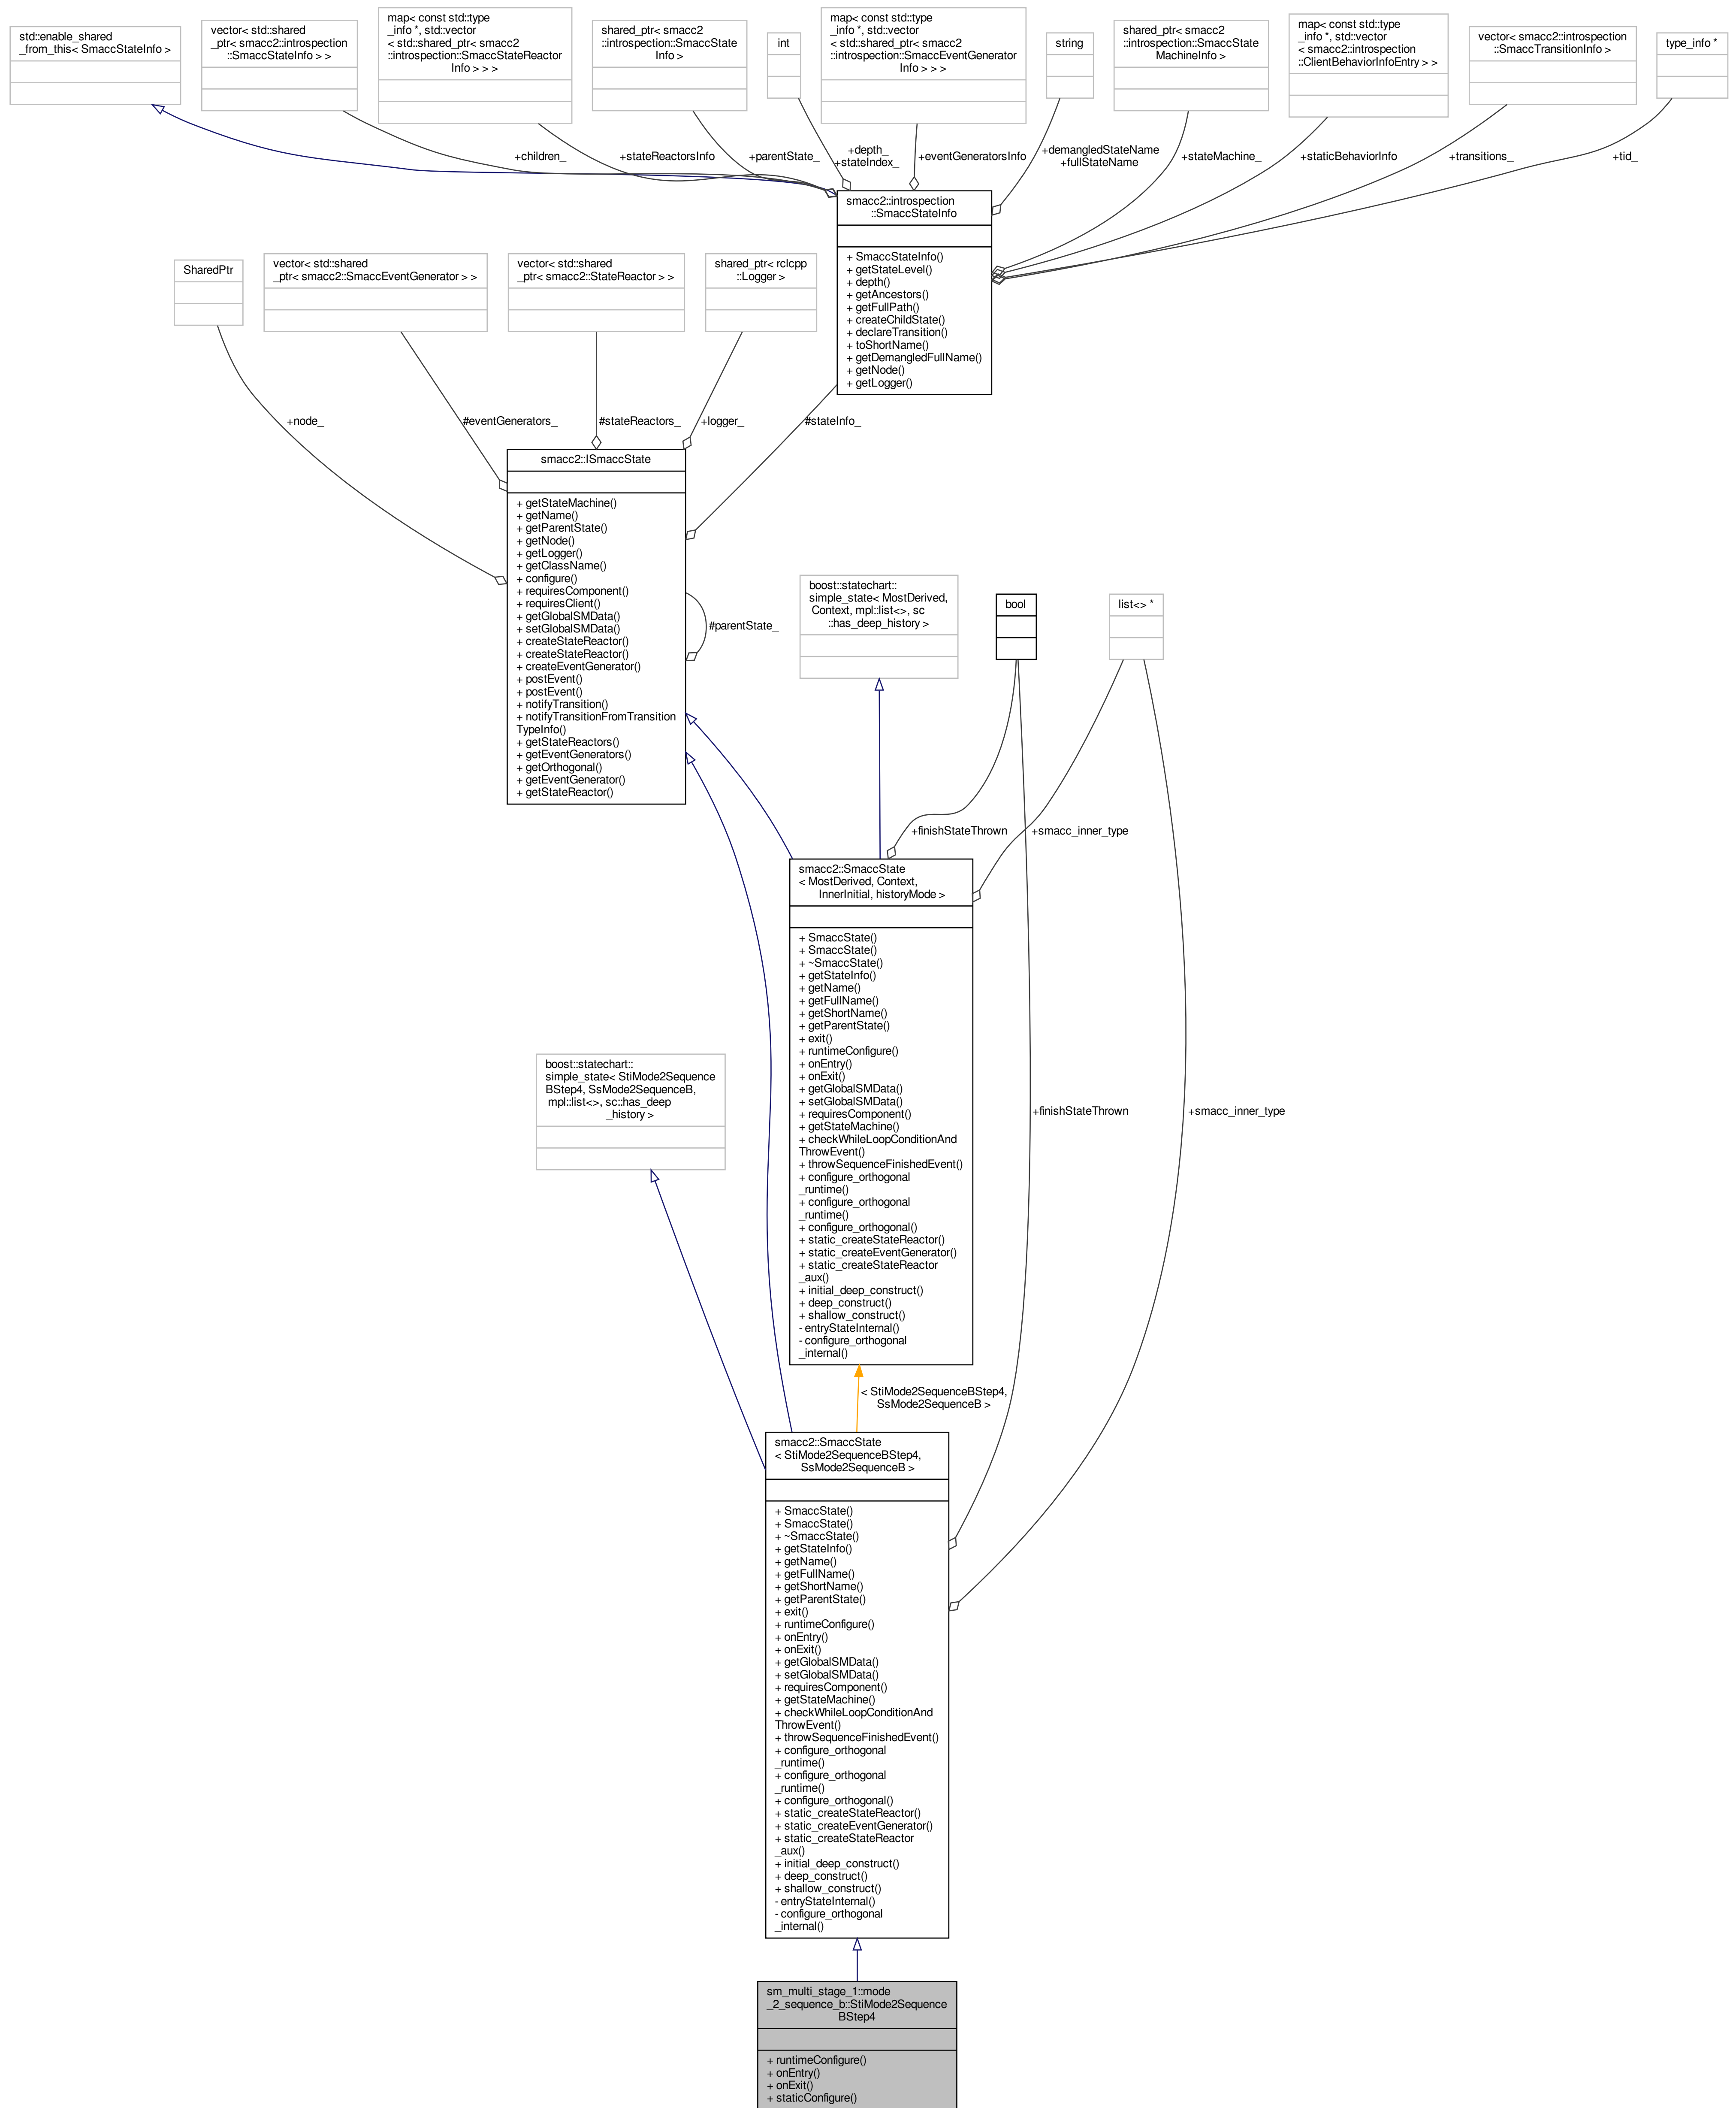 std::enable_shared
_from_this< SmaccStateInfo >
vector< std::shared
_ptr< smacc2::introspection
::SmaccStateInfo > >
map< const std::type
_info *, std::vector
< std::shared_ptr< smacc2
::introspection::SmaccStateReactor
Info > > >
shared_ptr< smacc2
::introspection::SmaccState
Info >
int
map< const std::type
_info *, std::vector
< std::shared_ptr< smacc2
::introspection::SmaccEventGenerator
Info > > >
string
shared_ptr< smacc2
::introspection::SmaccState
MachineInfo >
map< const std::type
_info *, std::vector
< smacc2::introspection
::ClientBehaviorInfoEntry > >
vector< smacc2::introspection
::SmaccTransitionInfo >
type_info *
+children_
+stateReactorsInfo
+parentState_
+depth_
+stateIndex_
+eventGeneratorsInfo
+demangledStateName
+fullStateName
+stateMachine_
+staticBehaviorInfo
+transitions_
+tid_
smacc2::introspection
::SmaccStateInfo
+ SmaccStateInfo()
+ getStateLevel()
+ depth()
+ getAncestors()
+ getFullPath()
+ createChildState()
+ declareTransition()
+ toShortName()
+ getDemangledFullName()
+ getNode()
+ getLogger()
SharedPtr
vector< std::shared
_ptr< smacc2::SmaccEventGenerator > >
vector< std::shared
_ptr< smacc2::StateReactor > >
shared_ptr< rclcpp
::Logger >
+node_
#eventGenerators_
#stateReactors_
+logger_
#stateInfo_
smacc2::ISmaccState
+ getStateMachine()
+ getName()
+ getParentState()
+ getNode()
+ getLogger()
+ getClassName()
+ configure()
+ requiresComponent()
+ requiresClient()
+ getGlobalSMData()
+ setGlobalSMData()
+ createStateReactor()
+ createStateReactor()
+ createEventGenerator()
+ postEvent()
+ postEvent()
+ notifyTransition()
+ notifyTransitionFromTransition
TypeInfo()
+ getStateReactors()
+ getEventGenerators()
+ getOrthogonal()
+ getEventGenerator()
+ getStateReactor()
#parentState_
boost::statechart::
simple_state< MostDerived,
Context, mpl::list<>, sc
::has_deep_history >
bool
list<> *
+finishStateThrown
+smacc_inner_type
smacc2::SmaccState
< MostDerived, Context,
InnerInitial, historyMode >
+ SmaccState()
+ SmaccState()
+ ~SmaccState()
+ getStateInfo()
+ getName()
+ getFullName()
+ getShortName()
+ getParentState()
+ exit()
+ runtimeConfigure()
+ onEntry()
+ onExit()
+ getGlobalSMData()
+ setGlobalSMData()
+ requiresComponent()
+ getStateMachine()
+ checkWhileLoopConditionAnd
ThrowEvent()
+ throwSequenceFinishedEvent()
+ configure_orthogonal
_runtime()
+ configure_orthogonal
_runtime()
+ configure_orthogonal()
+ static_createStateReactor()
+ static_createEventGenerator()
+ static_createStateReactor
_aux()
+ initial_deep_construct()
+ deep_construct()
+ shallow_construct()
- entryStateInternal()
- configure_orthogonal
_internal()
boost::statechart::
simple_state< StiMode2Sequence
BStep4, SsMode2SequenceB,
mpl::list<>, sc::has_deep
_history >
+finishStateThrown
+smacc_inner_type
< StiMode2SequenceBStep4,
SsMode2SequenceB >
smacc2::SmaccState
< StiMode2SequenceBStep4,
SsMode2SequenceB >
+ SmaccState()
+ SmaccState()
+ ~SmaccState()
+ getStateInfo()
+ getName()
+ getFullName()
+ getShortName()
+ getParentState()
+ exit()
+ runtimeConfigure()
+ onEntry()
+ onExit()
+ getGlobalSMData()
+ setGlobalSMData()
+ requiresComponent()
+ getStateMachine()
+ checkWhileLoopConditionAnd
ThrowEvent()
+ throwSequenceFinishedEvent()
+ configure_orthogonal
_runtime()
+ configure_orthogonal
_runtime()
+ configure_orthogonal()
+ static_createStateReactor()
+ static_createEventGenerator()
+ static_createStateReactor
_aux()
+ initial_deep_construct()
+ deep_construct()
+ shallow_construct()
- entryStateInternal()
- configure_orthogonal
_internal()
sm_multi_stage_1::mode
_2_sequence_b::StiMode2Sequence
BStep4
+ runtimeConfigure()
+ onEntry()
+ onExit()
+ staticConfigure()